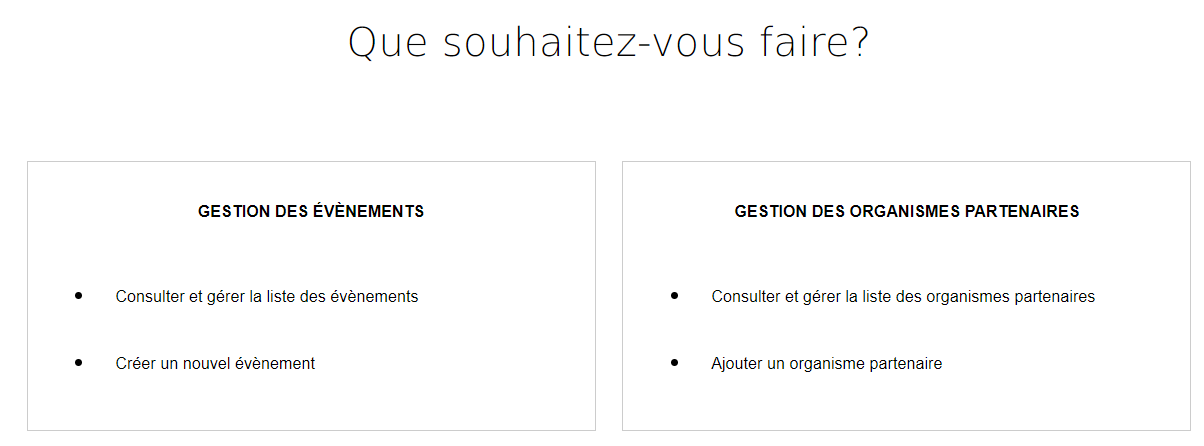 Que souhaitez-vous faire?
GESTION DES ÉVÈNEMENTS
• Consulter et gérer la liste des évènements
• Créer un nouvel évènement
GESTION DES ORGANISMES PARTENAIRES
• Consulter et gérer la liste des organismes partenaires
• Ajouter un organisme partenaire